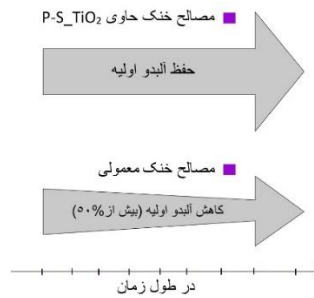 مصالح خنک حاوی P-S_TiO₂
حفظ آلبدو اولیه
مصالح خنک معمولی
کاهش آلبدو اولیه (بیش از ۵۰%)
در طول زمان